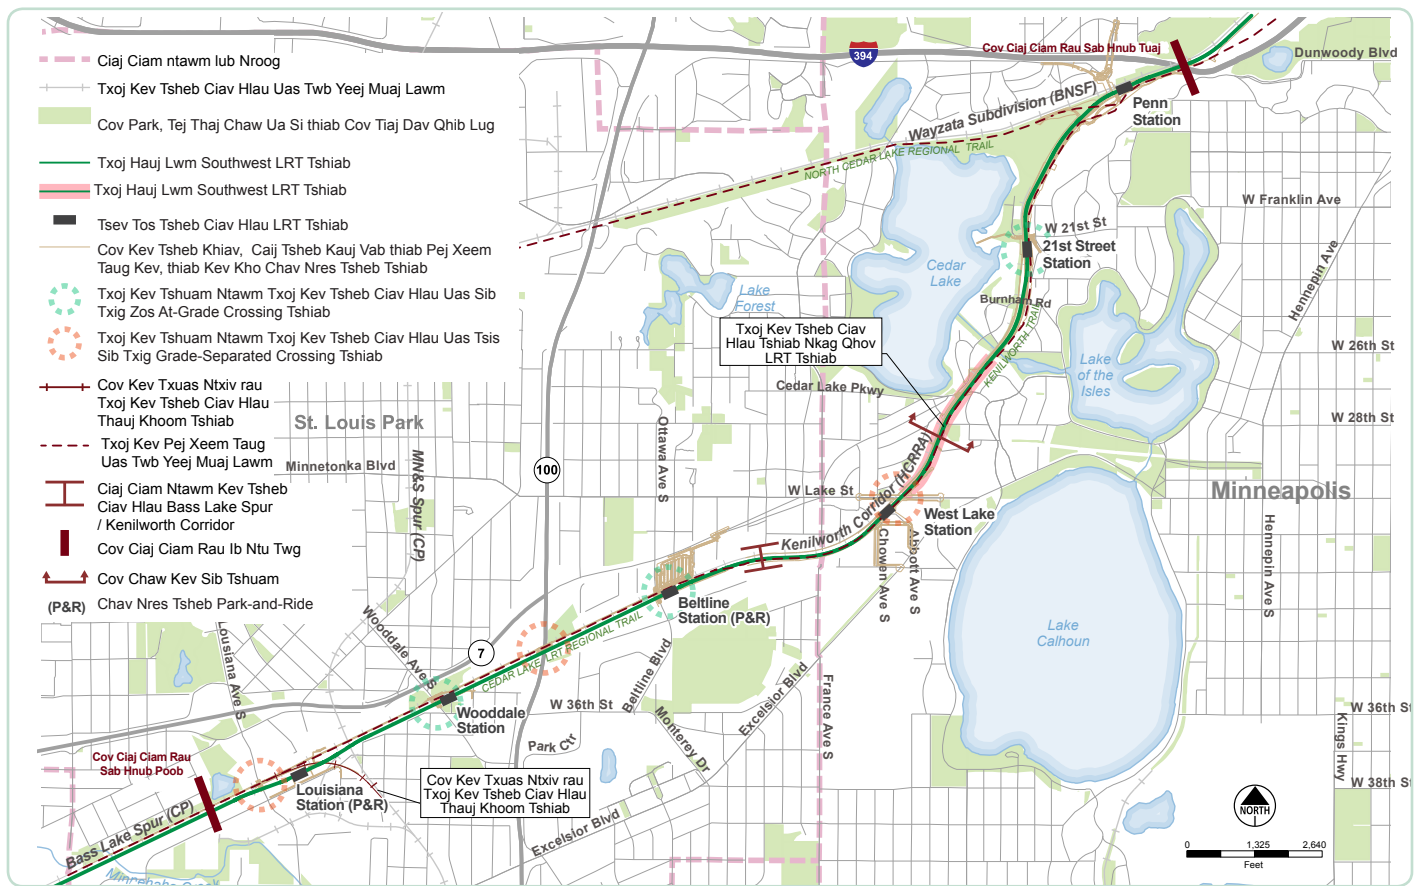 Ciaj Ciam ntawm lub Nroog
Txoj Kev Tsheb Ciav Hlau Uas Twb Yeej Muaj Lawm
Cov Park, Tej Thaj Chaw Ua Si thiab Cov Tiaj Dav Qhib Lug
Txoj Hauj Lwm Southwest LRT Tshiab
Txoj Hauj Lwm Southwest LRT Tshiab
Tsev Tos Tsheb Ciav Hlau LRT Tshiab
Cov Kev Tsheb Khiav, Caij Tsheb Kauj Vab thiab Pej Xeem
Taug Kev, thiab Kev Kho Chav Nres Tsheb Tshiab
Txoj Kev Tshuam Ntawm Txoj Kev Tsheb Ciav Hlau Uas Sib
Txig Zos At-Grade Crossing Tshiab
Txoj Kev Tshuam Ntawm Txoj Kev Tsheb Ciav Hlau Uas Tsis
Sib Txig Grade-Separated Crossing Tshiab
Cov Kev Txuas Ntxiv rau
Txoj Kev Tsheb Ciav Hlau
Thauj Khoom Tshiab
Txoj Kev Pej Xeem Taug
Uas Twb Yeej Muaj Lawm
Ciaj Ciam Ntawm Kev Tsheb
Ciav Hlau Bass Lake Spur
/ Kenilworth Corridor
Cov Ciaj Ciam Rau Ib Ntu Twg
Cov Chaw Kev Sib Tshuam
(P&R) Chav Nres Tsheb Park-and-Ride
394
Cov Ciaj Ciam Rau Sab Hnub Tuaj
Dunwoody Blvd
Penn
Station
Wayzata Subdivision (BNSF)
NORTH CEDAR LAKE REGIONAL TRAIL
W Franklin Ave
W 21st St
21st Street
Station
Cedar
Lake
Lake
Forest
Burnham Rd
Hennepin Ave
KENILWORTH TRAIL
Txoj Kev Tsheb Ciav
Hlau Tshiab Nkag Qhov
LRT Tshiab
W 26th St
Lake
of the
Isles
Cedar Lake Pkwy
W 28th St
St. Louis Park
Minnetonka Blvd
MN&S Spur (CP)
100
Ottawa Ave S
W Lake St
Kenilworth Corridor (HCRRA)
West Lake
Station
Minneapolis
Chowen Ave S
Abbott Ave S
Hennepin Ave S
Beltline
Station (P&R)
Lake
Calhoun
Wooddale Ave S
Louisiana Ave S
7
CEDAR LAKE LRT REGIONAL TRAIL
Beltline Blvd
W 36th St
Wooddale
Station
Park Ctr
Monterey Dr
Excelsior Blvd
France Ave S
W 36th St
Kings Hwy
W 38th St
Cov Ciaj Ciam Rau
Sab Hnub Poob
Louisiana
Station (P&R)
Cov Kev Txuas Ntxiv rau
Txoj Kev Tsheb Ciav Hlau
Thauj Khoom Tshiab
Excelsior Blvd
Bass Lake Spur (CP)
Minnehaha Creek
NORTH
0 1,325 2,640
Feet